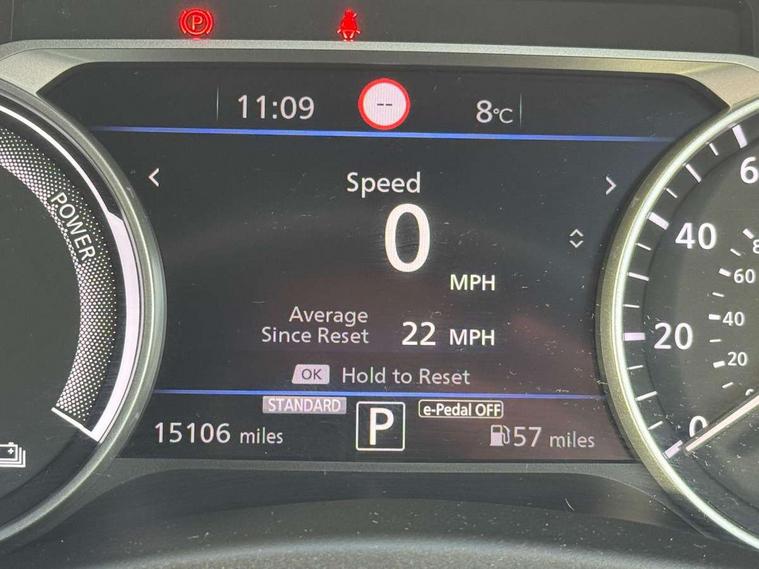 P
11:09 -- 8°C
Speed
0
MPH
Average
Since Reset 22 MPH
OK Hold to Reset
STANDARD P e-Pedal OFF
15106 miles 57 miles
POWER
40
20
0
60
40
20